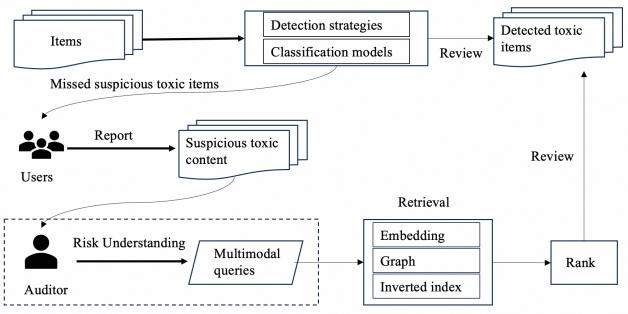 Items
Detection strategies
Classification models
Review
Detected toxic
items
Missed suspicious toxic items
Users
Report
Suspicious toxic
content
Review
Auditor
Risk Understanding
Multimodal
queries
Retrieval
Embedding
Graph
Inverted index
Rank